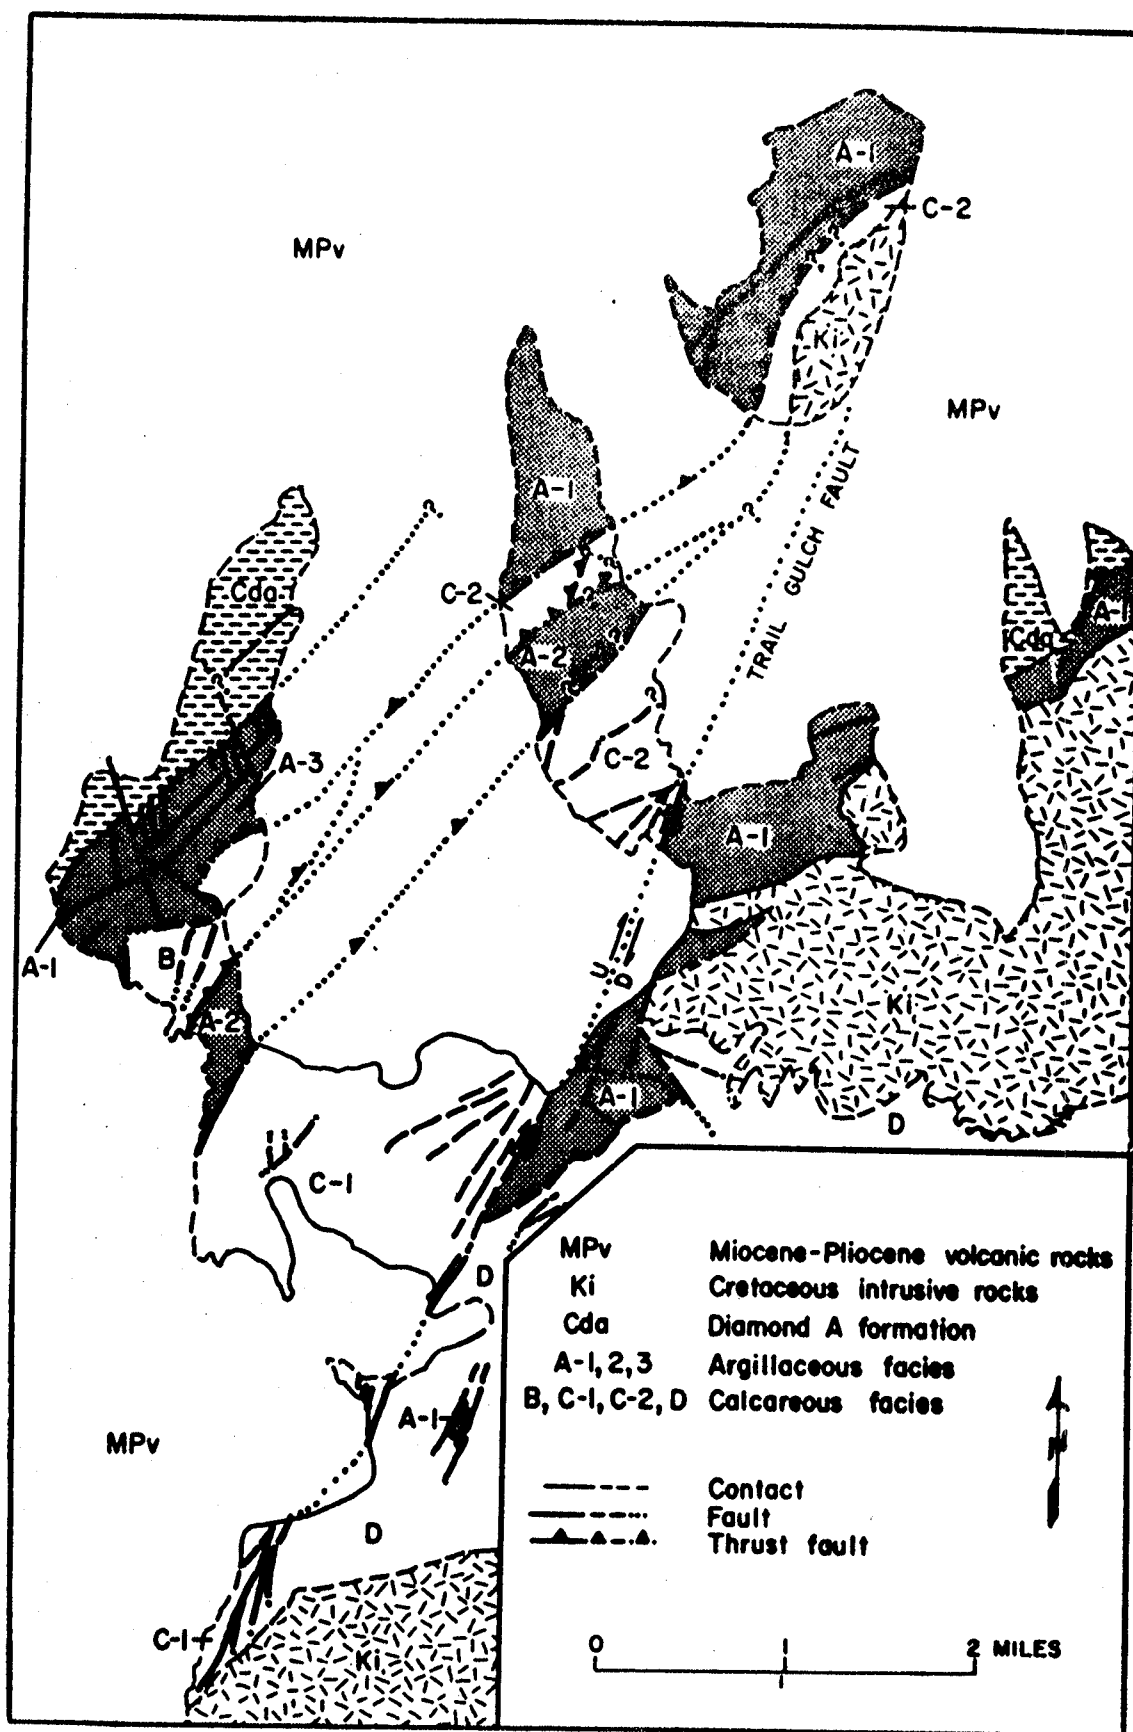 A-1
C-2
MPv
Ki
MPv
A-1
TRAIL GULCH FAULT
Cda
C-2
A-1
A-2
Cda
C-2
A-3
A-1
B
A-1
U
D
A-2
Ki
A-1
D
C-1
D
A-1
MPv
D
C-1
Ki
MPv Miocene-Pliocene volcanic rocks
Ki Cretaceous intrusive rocks
Cda Diamond A formation
A-1, 2, 3 Argillaceous facies
B, C-1, C-2, D Calcareous facies
N
Contact
Fault
Thrust fault
0 1 2 MILES